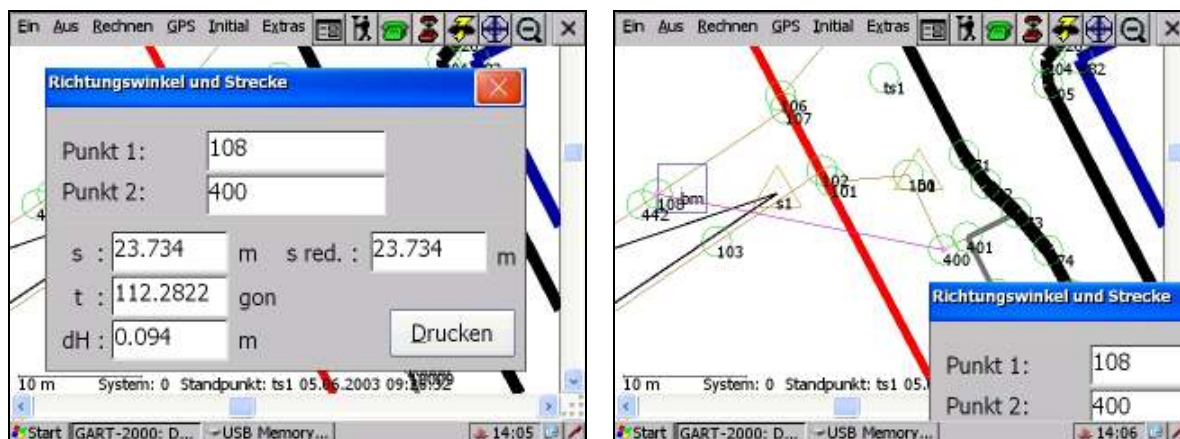 Ein Aus Rechnen GPS Initial Extras
Richtungswinkel und Strecke
Punkt 1: 108
Punkt 2: 400
s : 23.734 m s red. : 23.734 m
t : 112.2822 gon
dH : 0.094 m
Drucken
10 m System: 0 Standpunkt: ts1 05.06.2003
Start GART-2000: D... USB Memory... 14:05
Ein Aus Rechnen GPS Initial Extras
ts1
106
107
102
101
s1
bm
108
442
103
400
401
Richtungswinkel und Strecke
Punkt 1: 108
Punkt 2: 400
10 m System: 0 Standpunkt: ts1 05.
Start GART-2000: D... USB Memory... 14:06